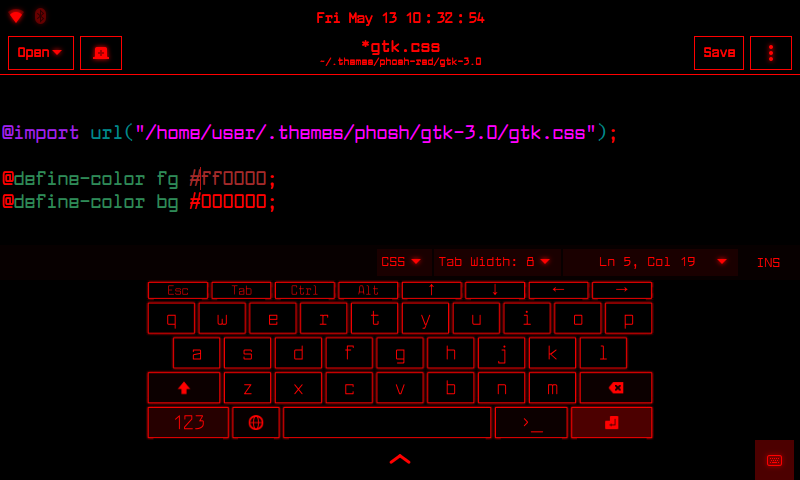 Fri May 13 10:32:54
Open
*gtk.css
~/.themes/phosh-red/gtk-3.0
Save
@import url("/home/user/.themes/phosh/gtk-3.0/gtk.css");
@define-color fg #ff0000;
@define-color bg #000000;
CSS Tab Width: 8 Ln 5, Col 19 INS
Esc Tab Ctrl Alt ↑ ↓ ← →
q w e r t y u i o p
a s d f g h j k l
z x c v b n m
123 >_